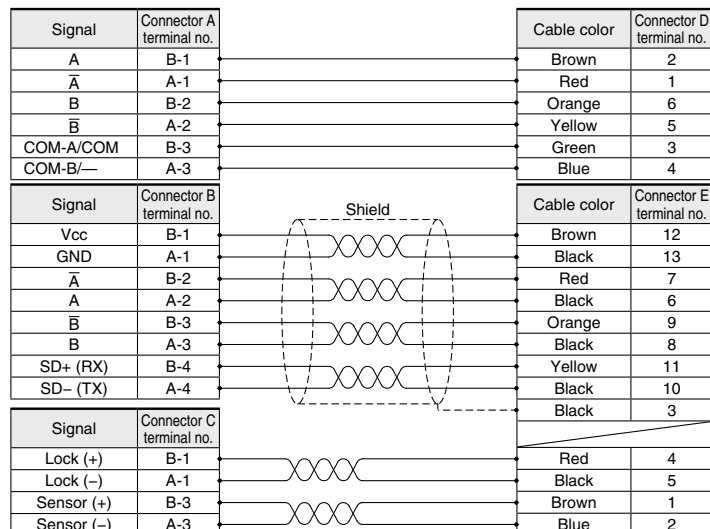 Signal Connector A terminal no. Cable color Connector D terminal no.
A B-1 Brown 2
A̅ A-1 Red 1
B B-2 Orange 6
B̅ A-2 Yellow 5
COM-A/COM B-3 Green 3
COM-B/— A-3 Blue 4
Signal Connector B terminal no. Shield Cable color Connector E terminal no.
Vcc B-1 Brown 12
GND A-1 Black 13
A̅ B-2 Red 7
A A-2 Black 6
B̅ B-3 Orange 9
B A-3 Black 8
SD+ (RX) B-4 Yellow 11
SD− (TX) A-4 Black 10
Black 3
Signal Connector C terminal no.
Lock (+) B-1 Red 4
Lock (−) A-1 Black 5
Sensor (+) B-3 Brown 1
Sensor (−) A-3 Blue 2